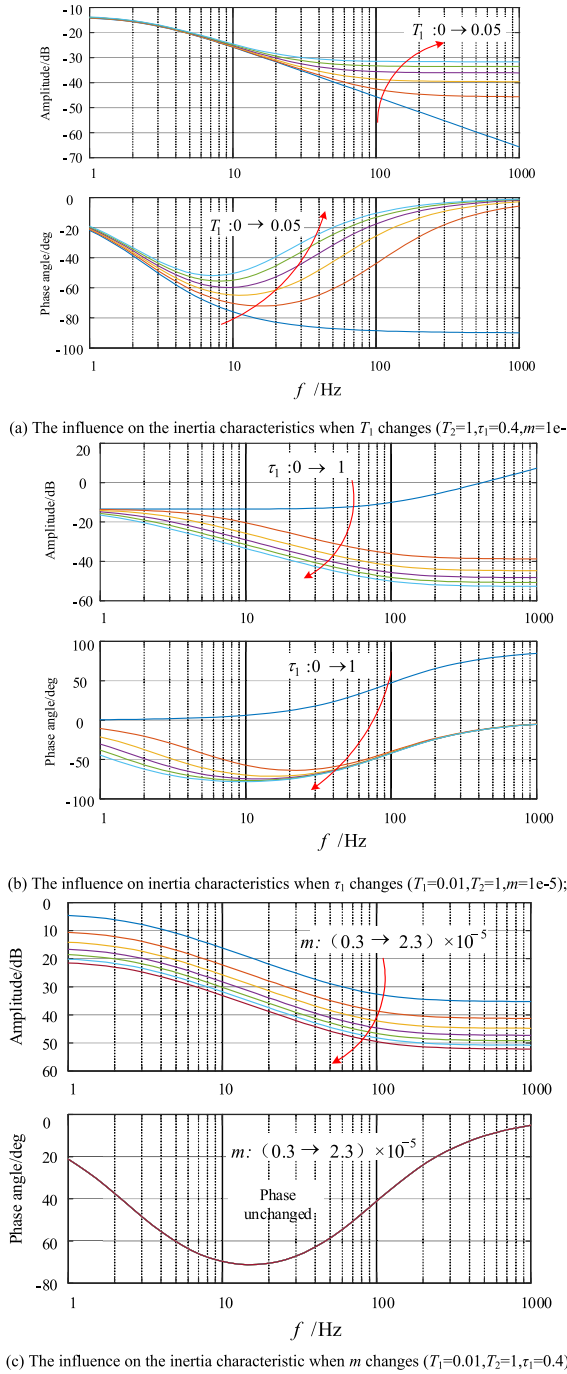 -10
-20
-30
-40
-50
-60
-70
Amplitude/dB
T₁ : 0 → 0.05
1
10
100
1000
0
-20
-40
-60
-80
-100
Phase angle/deg
T₁ : 0 → 0.05
1
10
100
1000
f /Hz
(a) The influence on the inertia characteristics when T₁ changes (T₂=1,τ₁=0.4,m=1e-
20
0
-20
-40
-60
Amplitude/dB
τ₁ : 0 → 1
1
10
100
1000
100
50
0
-50
-100
Phase angle/deg
τ₁ : 0 → 1
1
10
100
1000
f /Hz
(b) The influence on inertia characteristics when τ₁ changes (T₁=0.01,T₂=1,m=1e-5);
0
10
20
30
40
50
60
Amplitude/dB
m: (0.3 → 2.3) ×10⁻⁵
1
10
100
1000
0
20
40
60
80
Phase angle/deg
m: (0.3 → 2.3) ×10⁻⁵
Phase
unchanged
1
10
100
1000
f /Hz
(c) The influence on the inertia characteristic when m changes (T₁=0.01,T₂=1,τ₁=0.4)